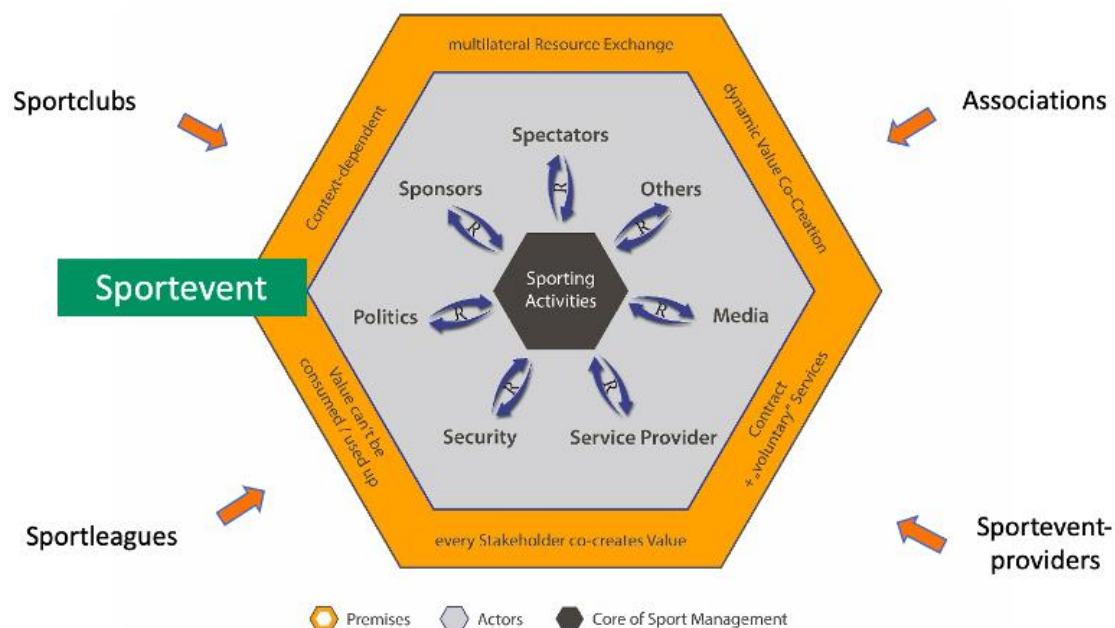 multilateral Resource Exchange
Sportclubs
Associations
Context-dependent
dynamic Value Co-Creation
Spectators
Sponsors
Others
R
R
R
Sporting
Activities
Sportevent
Politics
R
R
Media
Value can't be
consumed / used up
Contract
+ „voluntary" Services
R
R
Security
Service Provider
Sportleagues
every Stakeholder co-creates Value
Sportevent-
providers
Premises
Actors
Core of Sport Management